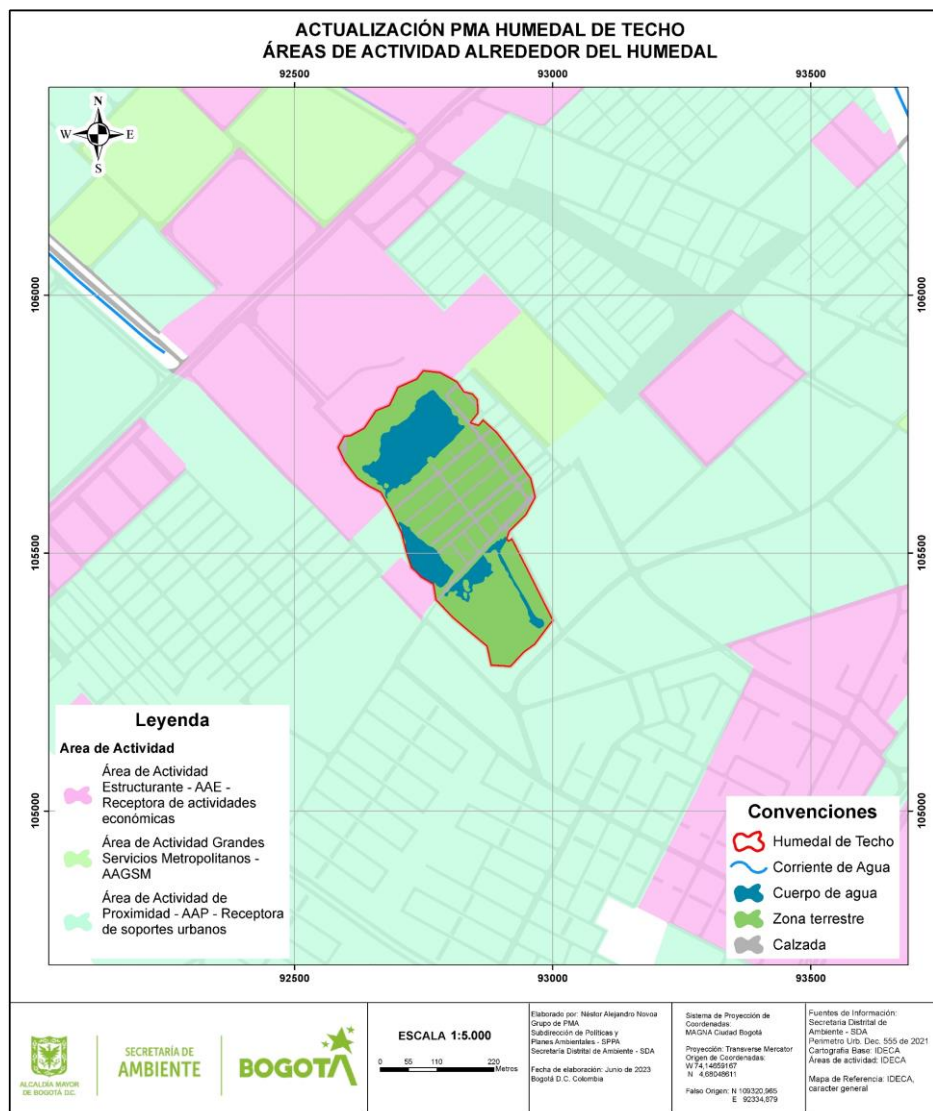 ACTUALIZACIÓN PMA HUMEDAL DE TECHO
ÁREAS DE ACTIVIDAD ALREDEDOR DEL HUMEDAL
92500
93000
93500
N
W
E
S
106000
106000
105500
105500
105000
105000
Leyenda
Area de Actividad
Área de Actividad
Estructurante - AAE -
Receptora de actividades
económicas
Área de Actividad Grandes
Servicios Metropolitanos -
AAGSM
Área de Actividad de
Proximidad - AAP - Receptora
de soportes urbanos
Convenciones
Humedal de Techo
Corriente de Agua
Cuerpo de agua
Zona terrestre
Calzada
92500
93000
93500
ALCALDÍA MAYOR
DE BOGOTÁ D.C.
SECRETARÍA DE
AMBIENTE
BOGOTÁ
ESCALA 1:5.000
0 55 110 220
Metros
Elaborado por: Néstor Alejandro Novoa
Grupo de PMA
Subdirección de Políticas y
Planes Ambientales - SPPA
Secretaría Distrital de Ambiente - SDA
Fecha de elaboración: Junio de 2023
Bogotá D.C. Colombia
Sistema de Proyección de
Coordenadas:
MAGNA Ciudad Bogotá
Proyección: Transverse Mercator
Origen de Coordenadas:
W 74,14659167
N 4,68048611
Falso Origen: N 109320,965
E 92334,879
Fuentes de Información:
Secretaria Distrital de
Ambiente - SDA
Perimetro Urb. Dec. 555 de 2021
Cartografia Base: IDECA
Áreas de actividad: IDECA
Mapa de Referencia: IDECA,
caracter general